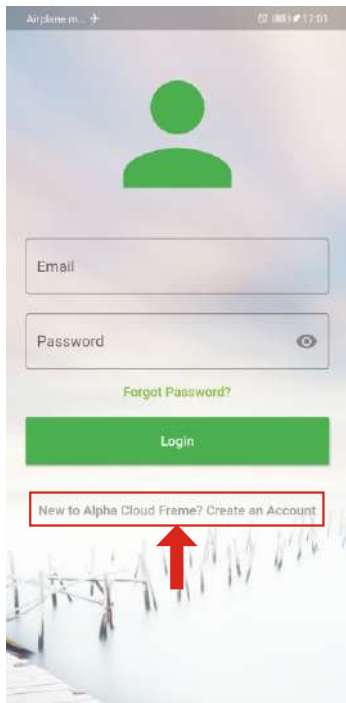 Airplane m... 12:01
Email
Password
Forgot Password?
Login
New to Alpha Cloud Frame? Create an Account